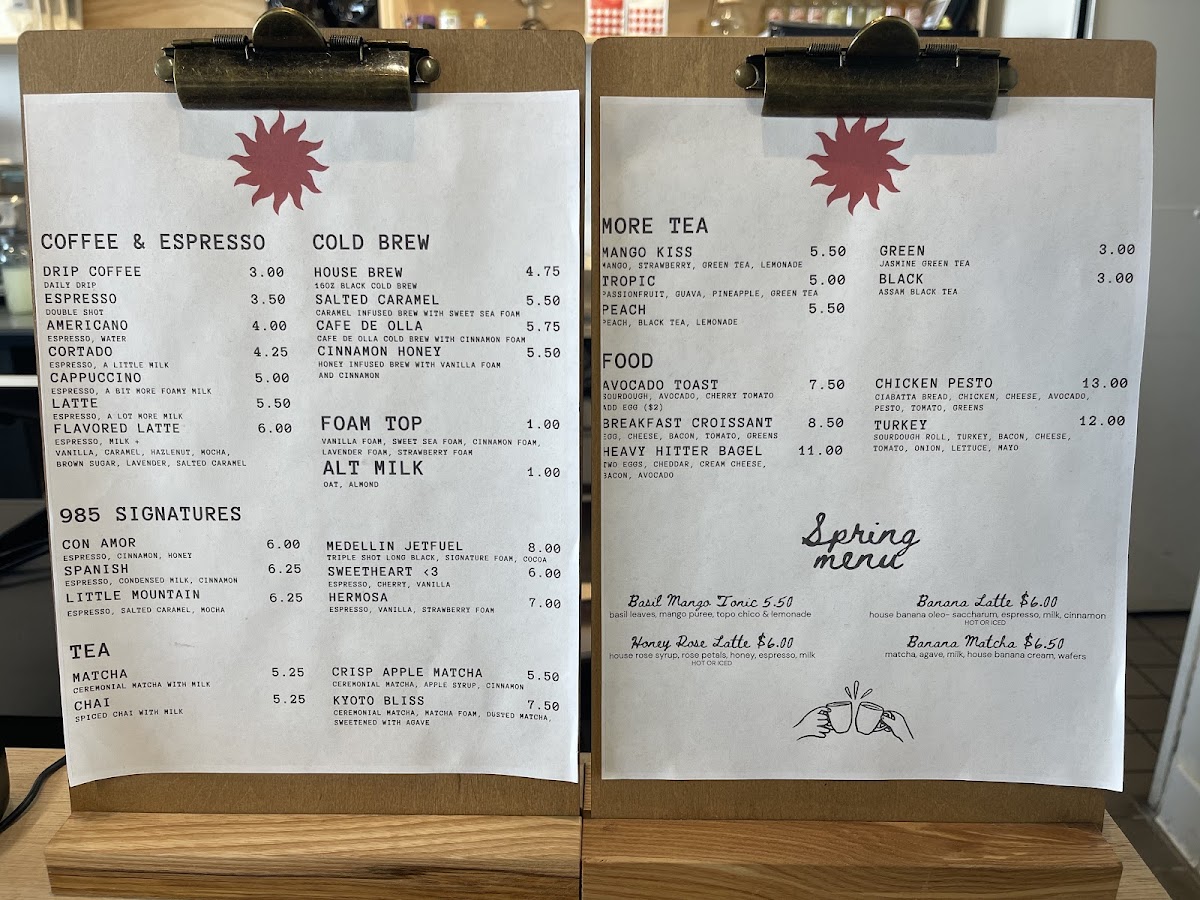 COFFEE & ESPRESSO
DRIP COFFEE 3.00
DAILY DRIP
ESPRESSO 3.50
DOUBLE SHOT
AMERICANO 4.00
ESPRESSO, WATER
CORTADO 4.25
ESPRESSO, A LITTLE MILK
CAPPUCCINO 5.00
ESPRESSO, A BIT MORE FOAMY MILK
LATTE 5.50
ESPRESSO, A LOT MORE MILK
FLAVORED LATTE 6.00
ESPRESSO, MILK +
VANILLA, CARAMEL, HAZLENUT, MOCHA,
BROWN SUGAR, LAVENDER, SALTED CARAMEL
COLD BREW
HOUSE BREW 4.75
16OZ BLACK COLD BREW
SALTED CARAMEL 5.50
CARAMEL INFUSED BREW WITH SWEET SEA FOAM
CAFE DE OLLA 5.75
CAFE DE OLLA COLD BREW WITH CINNAMON FOAM
CINNAMON HONEY 5.50
HONEY INFUSED BREW WITH VANILLA FOAM
AND CINNAMON
FOAM TOP 1.00
VANILLA FOAM, SWEET SEA FOAM, CINNAMON FOAM,
LAVENDER FOAM, STRAWBERRY FOAM
ALT MILK 1.00
OAT, ALMOND
985 SIGNATURES
CON AMOR 6.00
ESPRESSO, CINNAMON, HONEY
SPANISH 6.25
ESPRESSO, CONDENSED MILK, CINNAMON
LITTLE MOUNTAIN 6.25
ESPRESSO, SALTED CARAMEL, MOCHA
MEDELLIN JETFUEL 8.00
TRIPLE SHOT LONG BLACK, SIGNATURE FOAM, COCOA
SWEETHEART <3 6.00
ESPRESSO, CHERRY, VANILLA
HERMOSA 7.00
ESPRESSO, VANILLA, STRAWBERRY FOAM
TEA
MATCHA 5.25
CEREMONIAL MATCHA WITH MILK
CHAI 5.25
SPICED CHAI WITH MILK
CRISP APPLE MATCHA 5.50
CEREMONIAL MATCHA, APPLE SYRUP, CINNAMON
KYOTO BLISS 7.50
CEREMONIAL MATCHA, MATCHA FOAM, DUSTED MATCHA,
SWEETENED WITH AGAVE
MORE TEA
MANGO KISS 5.50
MANGO, STRAWBERRY, GREEN TEA, LEMONADE
TROPIC 5.00
PASSIONFRUIT, GUAVA, PINEAPPLE, GREEN TEA
PEACH 5.50
PEACH, BLACK TEA, LEMONADE
GREEN 3.00
JASMINE GREEN TEA
BLACK 3.00
ASSAM BLACK TEA
FOOD
AVOCADO TOAST 7.50
SOURDOUGH, AVOCADO, CHERRY TOMATO
ADD EGG ($2)
BREAKFAST CROISSANT 8.50
EGG, CHEESE, BACON, TOMATO, GREENS
HEAVY HITTER BAGEL 11.00
TWO EGGS, CHEDDAR, CREAM CHEESE,
BACON, AVOCADO
CHICKEN PESTO 13.00
CIABATTA BREAD, CHICKEN, CHEESE, AVOCADO,
PESTO, TOMATO, GREENS
TURKEY 12.00
SOURDOUGH ROLL, TURKEY, BACON, CHEESE,
TOMATO, ONION, LETTUCE, MAYO
Spring
menu
Basil Mango Tonic 5.50
basil leaves, mango puree, topo chico & lemonade
Honey Rose Latte $6.00
house rose syrup, rose petals, honey, espresso, milk
HOT OR ICED
Banana Latte $6.00
house banana oleo- saccharum, espresso, milk, cinnamon
HOT OR ICED
Banana Matcha $6.50
matcha, agave, milk, house banana cream, wafers